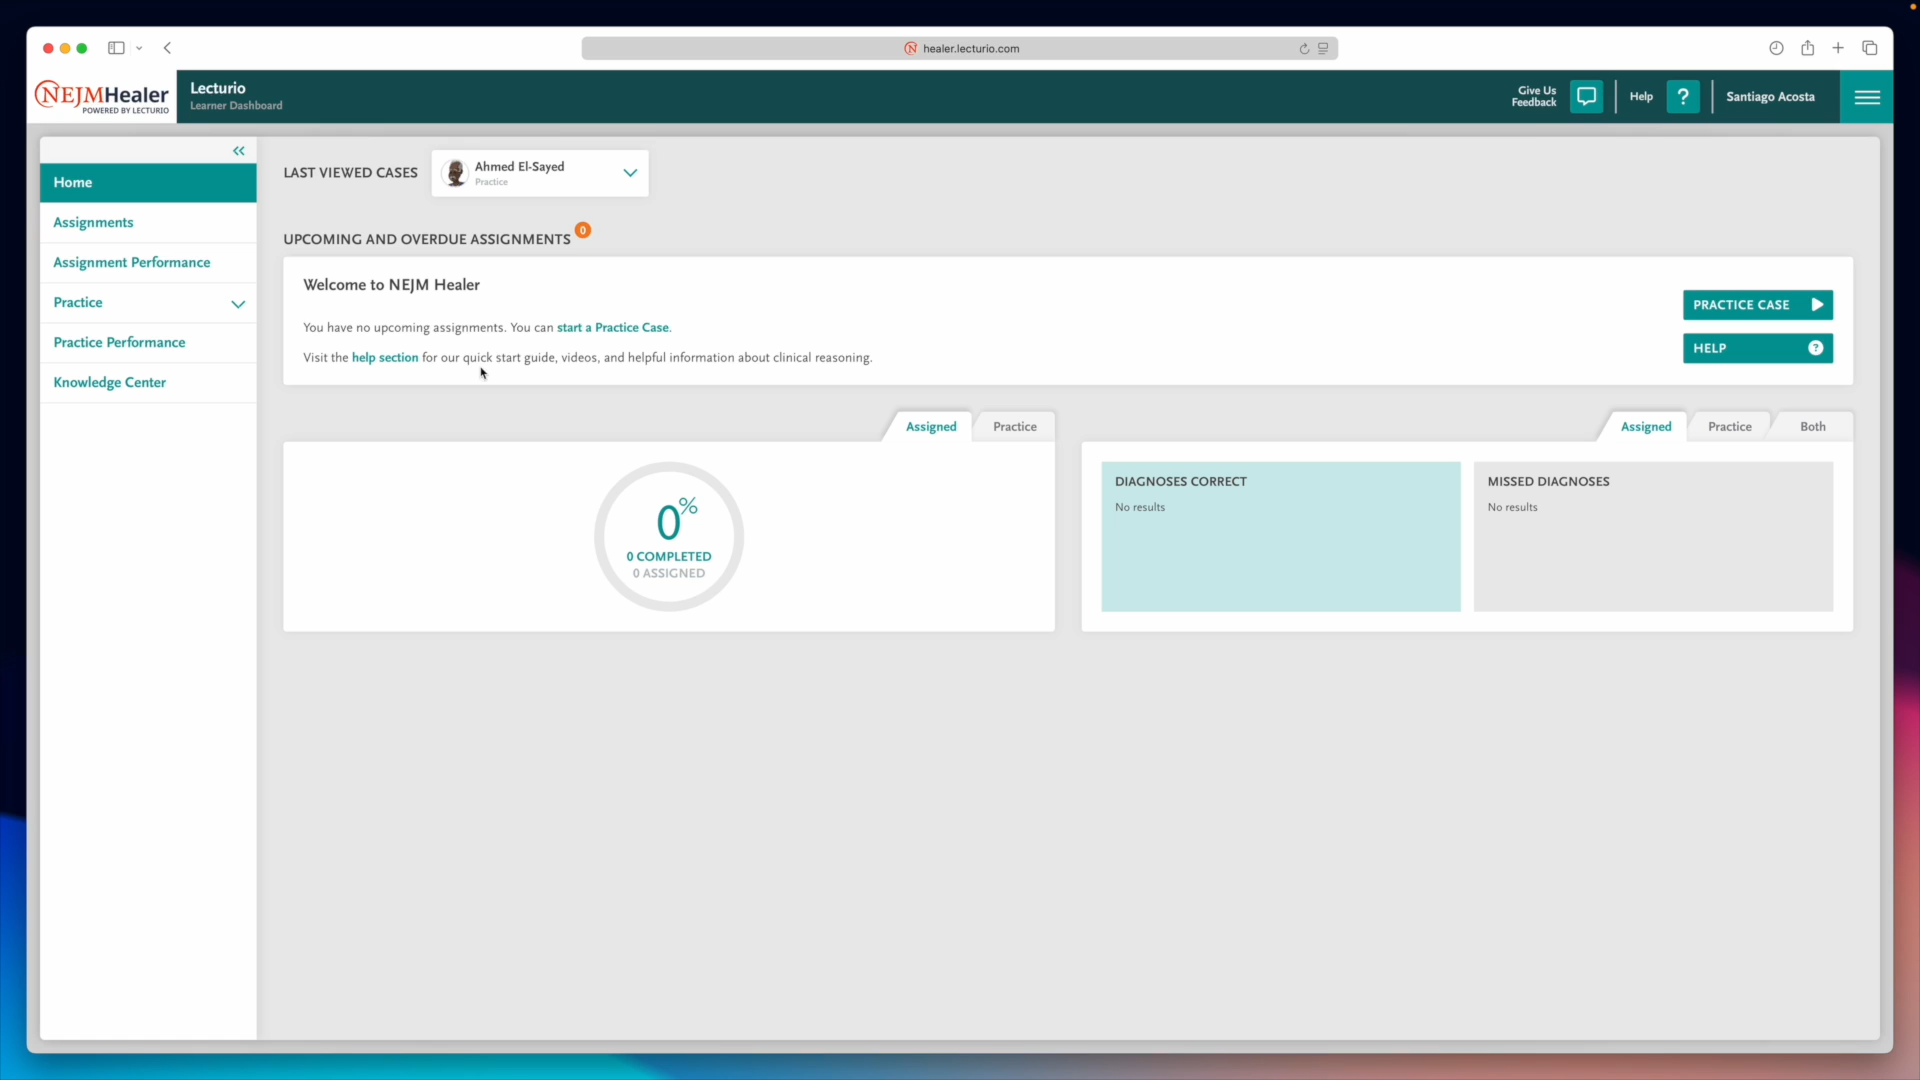 healer.lecturio.com
NEJM Healer
POWERED BY LECTURIO
Lecturio
Learner Dashboard
Give Us
Feedback
Help
?
Santiago Acosta
Home
Assignments
Assignment Performance
Practice
Practice Performance
Knowledge Center
LAST VIEWED CASES
Ahmed El-Sayed
Practice
UPCOMING AND OVERDUE ASSIGNMENTS 0
Welcome to NEJM Healer
You have no upcoming assignments. You can start a Practice Case.
Visit the help section for our quick start guide, videos, and helpful information about clinical reasoning.
PRACTICE CASE
HELP ?
Assigned
Practice
0%
0 COMPLETED
0 ASSIGNED
Assigned
Practice
Both
DIAGNOSES CORRECT
No results
MISSED DIAGNOSES
No results